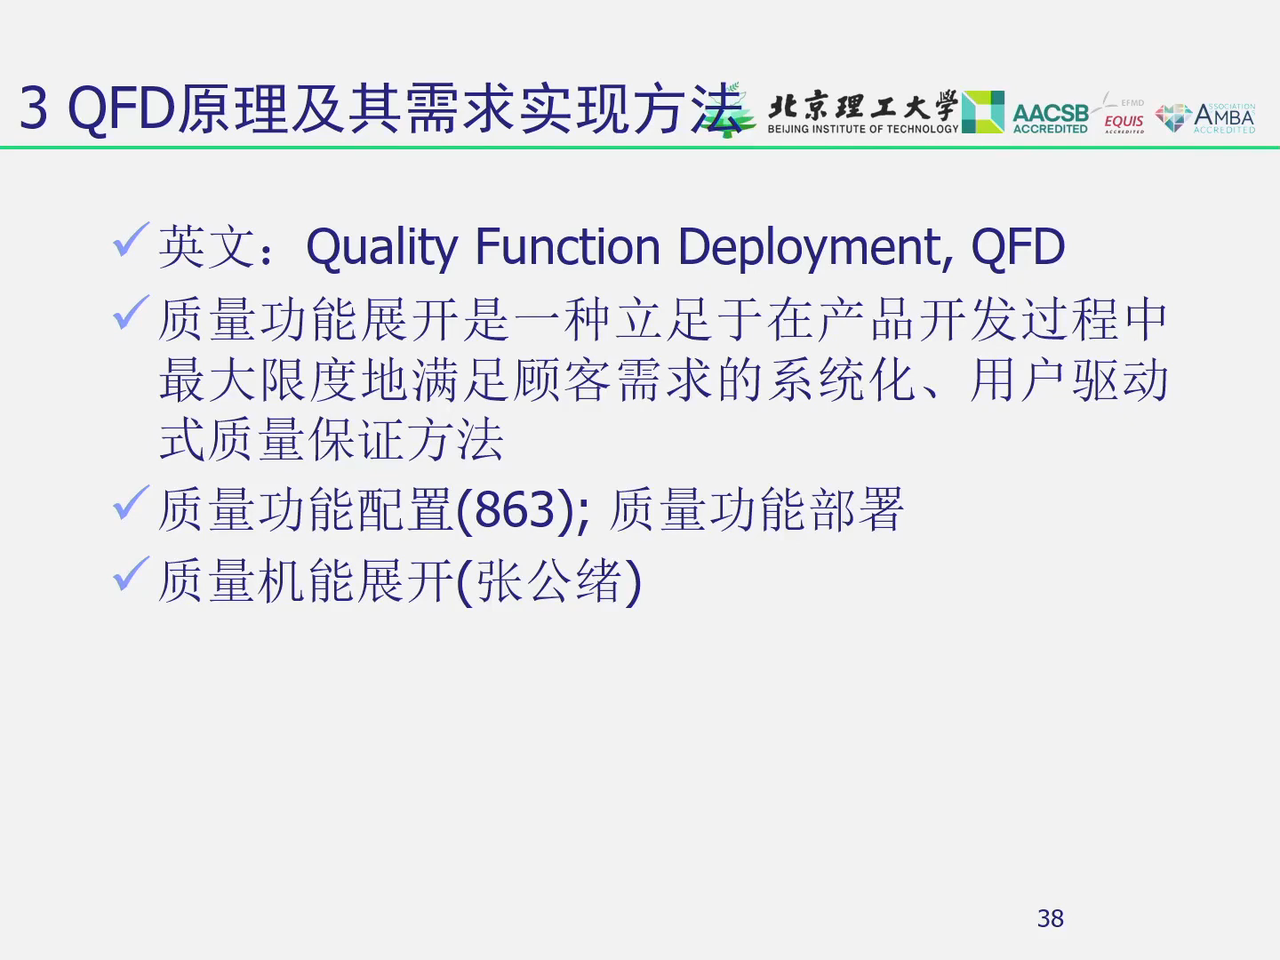 3 QFD原理及其需求实现方法
北京理工大学
BEIJING INSTITUTE OF TECHNOLOGY
AACSB
ACCREDITED
EFMD
EQUIS
ACCREDITED
ASSOCIATION
AMBA
ACCREDITED
英文：Quality Function Deployment, QFD
质量功能展开是一种立足于在产品开发过程中
最大限度地满足顾客需求的系统化、用户驱动
式质量保证方法
质量功能配置(863); 质量功能部署
质量机能展开(张公绪)
38